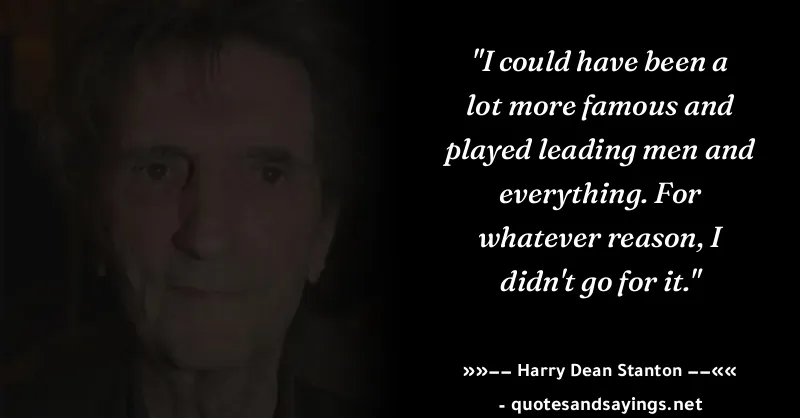 "I could have been a
lot more famous and
played leading men and
everything. For
whatever reason, I
didn't go for it."
»»−− Harry Dean Stanton −−««
- quotesandsayings.net